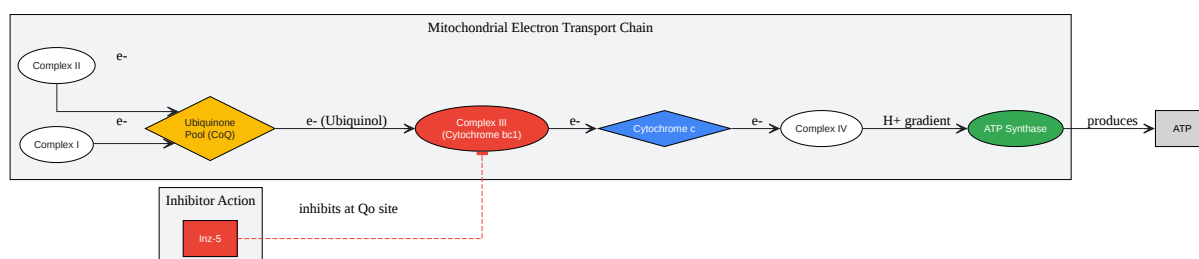 Mitochondrial Electron Transport Chain
Complex II
e-
Complex I
e-
Ubiquinone
Pool (CoQ)
e- (Ubiquinol)
Complex III
(Cytochrome bc1)
e-
Cytochrome c
e-
Complex IV
H+ gradient
ATP Synthase
produces
ATP
Inhibitor Action
Inz-5
inhibits at Qo site